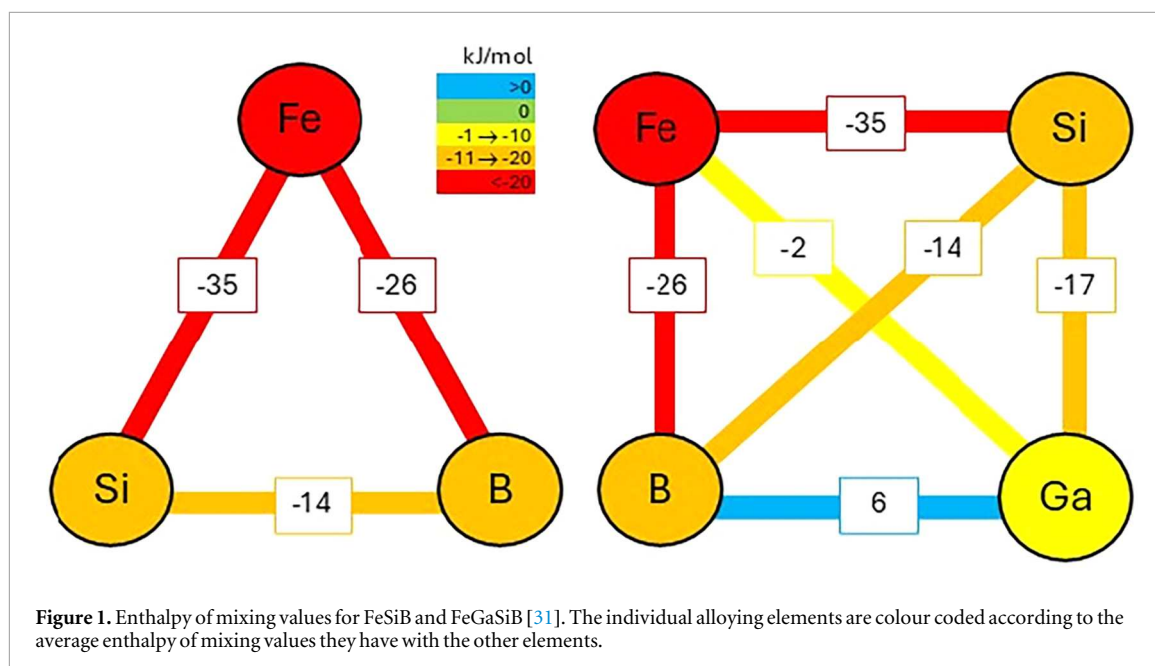 kJ/mol
>0
0
-1 → -10
-11 → -20
<-20
Fe
-35
-26
Si
-14
B
Fe
-35
Si
-2
-14
-26
-17
B
6
Ga
Figure 1. Enthalpy of mixing values for FeSiB and FeGaSiB [31]. The individual alloying elements are colour coded according to the
average enthalpy of mixing values they have with the other elements.